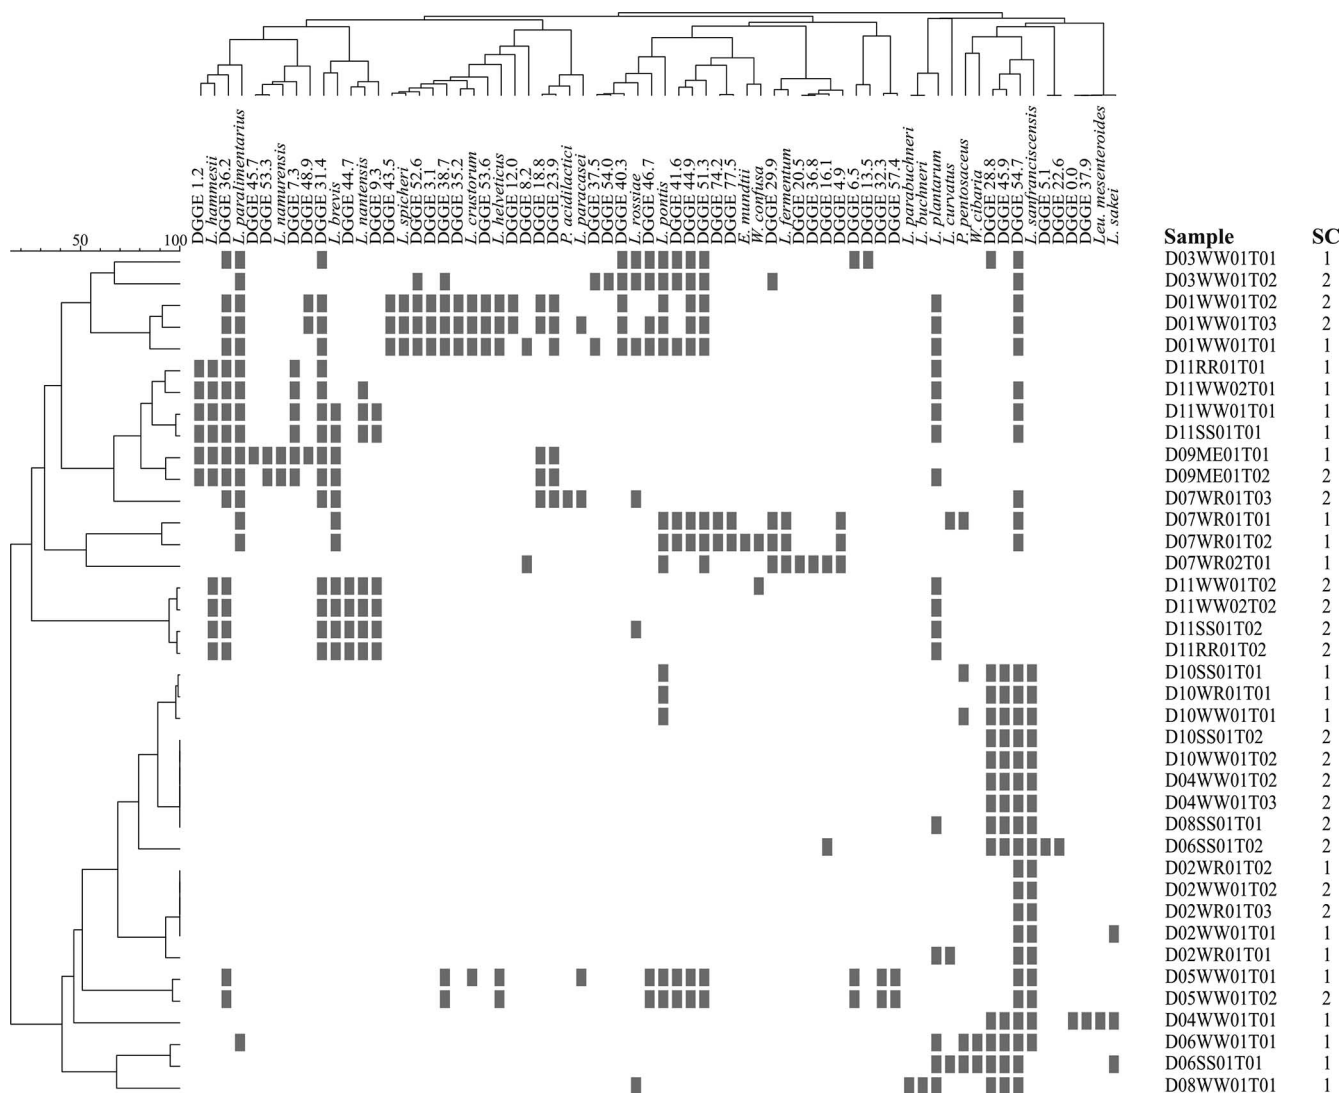 DGGE 1.2
L. hammesii
DGGE 36.2
L. paralimentarius
DGGE 45.7
DGGE 53.3
L. namurensis
DGGE 7.3
DGGE 48.9
DGGE 31.4
L. brevis
DGGE 44.7
L. nantensis
DGGE 9.3
DGGE 43.5
L. spicheri
DGGE 52.6
DGGE 3.1
DGGE 38.7
DGGE 35.2
L. crustorum
DGGE 53.6
L. helveticus
DGGE 12.0
DGGE 8.2
DGGE 18.8
DGGE 23.9
P. acidilactici
L. paracasei
DGGE 37.5
DGGE 54.0
DGGE 40.3
L. rossiae
DGGE 46.7
L. pontis
DGGE 41.6
DGGE 44.9
DGGE 51.3
DGGE 74.2
DGGE 77.5
E. mundtii
W. confusa
DGGE 29.9
L. fermentum
DGGE 20.5
DGGE 36.8
DGGE 16.1
DGGE 4.9
DGGE 6.5
DGGE 13.5
DGGE 32.3
DGGE 57.4
L. parabuchneri
L. buchneri
L. plantarum
L. curvatus
P. pentosaceus
W. cibaria
DGGE 28.8
DGGE 45.9
DGGE 54.7
L. sanfranciscensis
DGGE 5.1
DGGE 22.6
DGGE 0.0
DGGE 37.9
Leu. mesenteroides
L. sakei
50 100
Sample SC
D03WW01T01 1
D03WW01T02 2
D01WW01T02 2
D01WW01T03 2
D01WW01T01 1
D11RR01T01 1
D11WW02T01 1
D11WW01T01 1
D11SS01T01 1
D09ME01T01 1
D09ME01T02 2
D07WR01T03 2
D07WR01T01 1
D07WR01T02 1
D07WR02T01 1
D11WW01T02 2
D11WW02T02 2
D11SS01T02 2
D11RR01T02 2
D10SS01T01 1
D10WR01T01 1
D10WW01T01 1
D10SS01T02 2
D10WW01T02 2
D04WW01T02 2
D04WW01T03 2
D08SS01T01 2
D06SS01T02 2
D02WR01T02 1
D02WW01T02 2
D02WR01T03 2
D02WW01T01 1
D02WR01T01 1
D05WW01T01 1
D05WW01T02 2
D04WW01T01 1
D06WW01T01 1
D06SS01T01 1
D08WW01T01 1